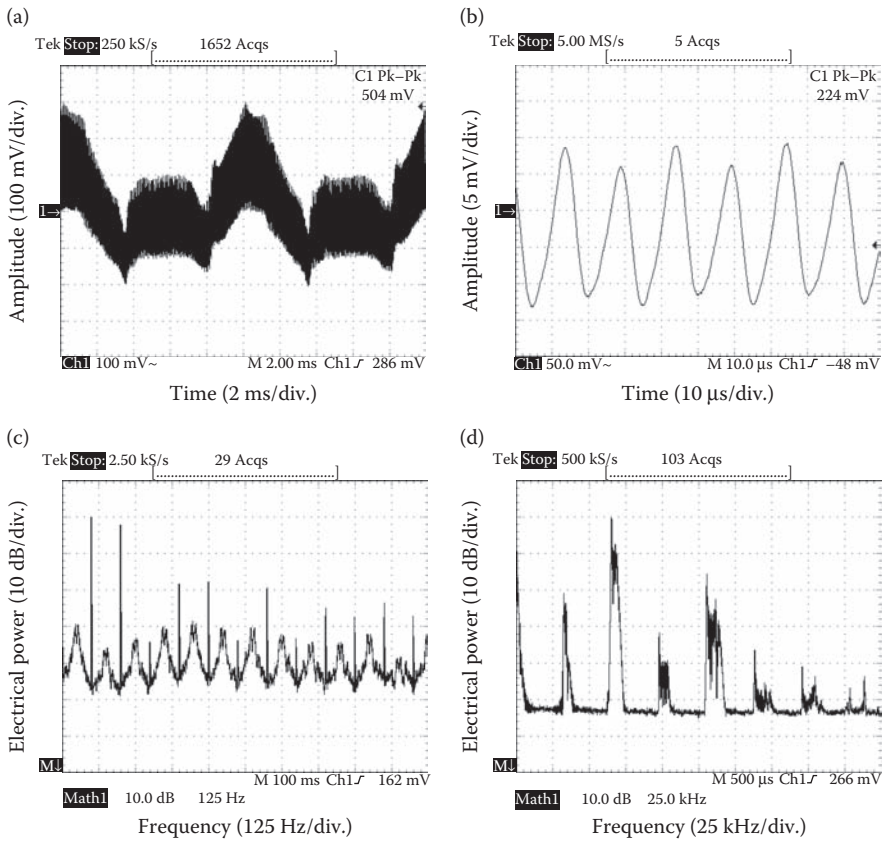 (a)
Tek Stop: 250 kS/s 1652 Acqs
C1 Pk–Pk
504 mV
Amplitude (100 mV/div.)
1→
Ch1 100 mV~ M 2.00 ms Ch1 286 mV
Time (2 ms/div.)
(b)
Tek Stop: 5.00 MS/s 5 Acqs
C1 Pk–Pk
224 mV
Amplitude (5 mV/div.)
1→
Ch1 50.0 mV~ M 10.0 µs Ch1 –48 mV
Time (10 µs/div.)
(c)
Tek Stop: 2.50 kS/s 29 Acqs
Electrical power (10 dB/div.)
M↓
M 100 ms Ch1 162 mV
Math1 10.0 dB 125 Hz
Frequency (125 Hz/div.)
(d)
Tek Stop: 500 kS/s 103 Acqs
Electrical power (10 dB/div.)
M↓
M 500 µs Ch1 266 mV
Math1 10.0 dB 25.0 kHz
Frequency (25 kHz/div.)